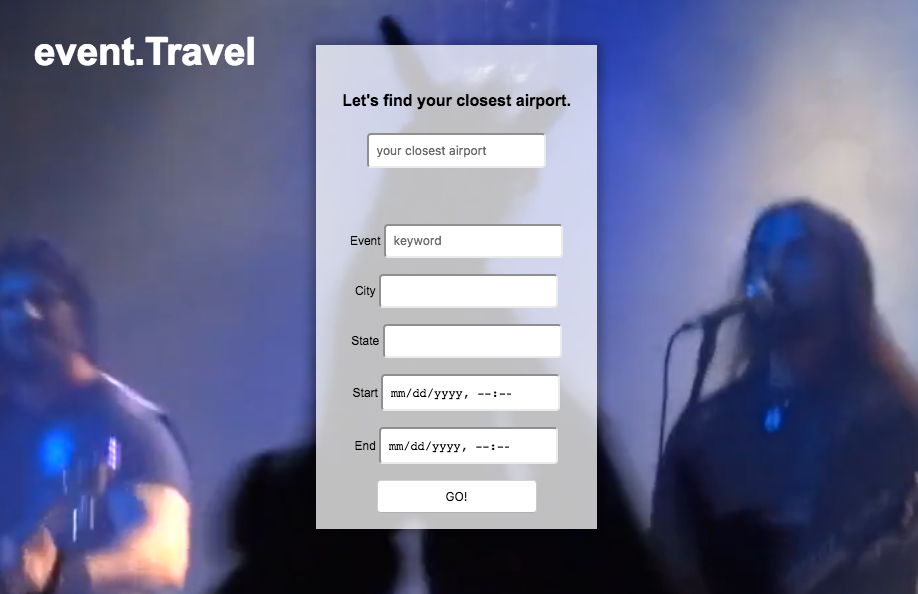 event.Travel
Let's find your closest airport.
your closest airport
Event keyword
City
State
Start mm/dd/yyyy, --:--
End mm/dd/yyyy, --:--
GO!